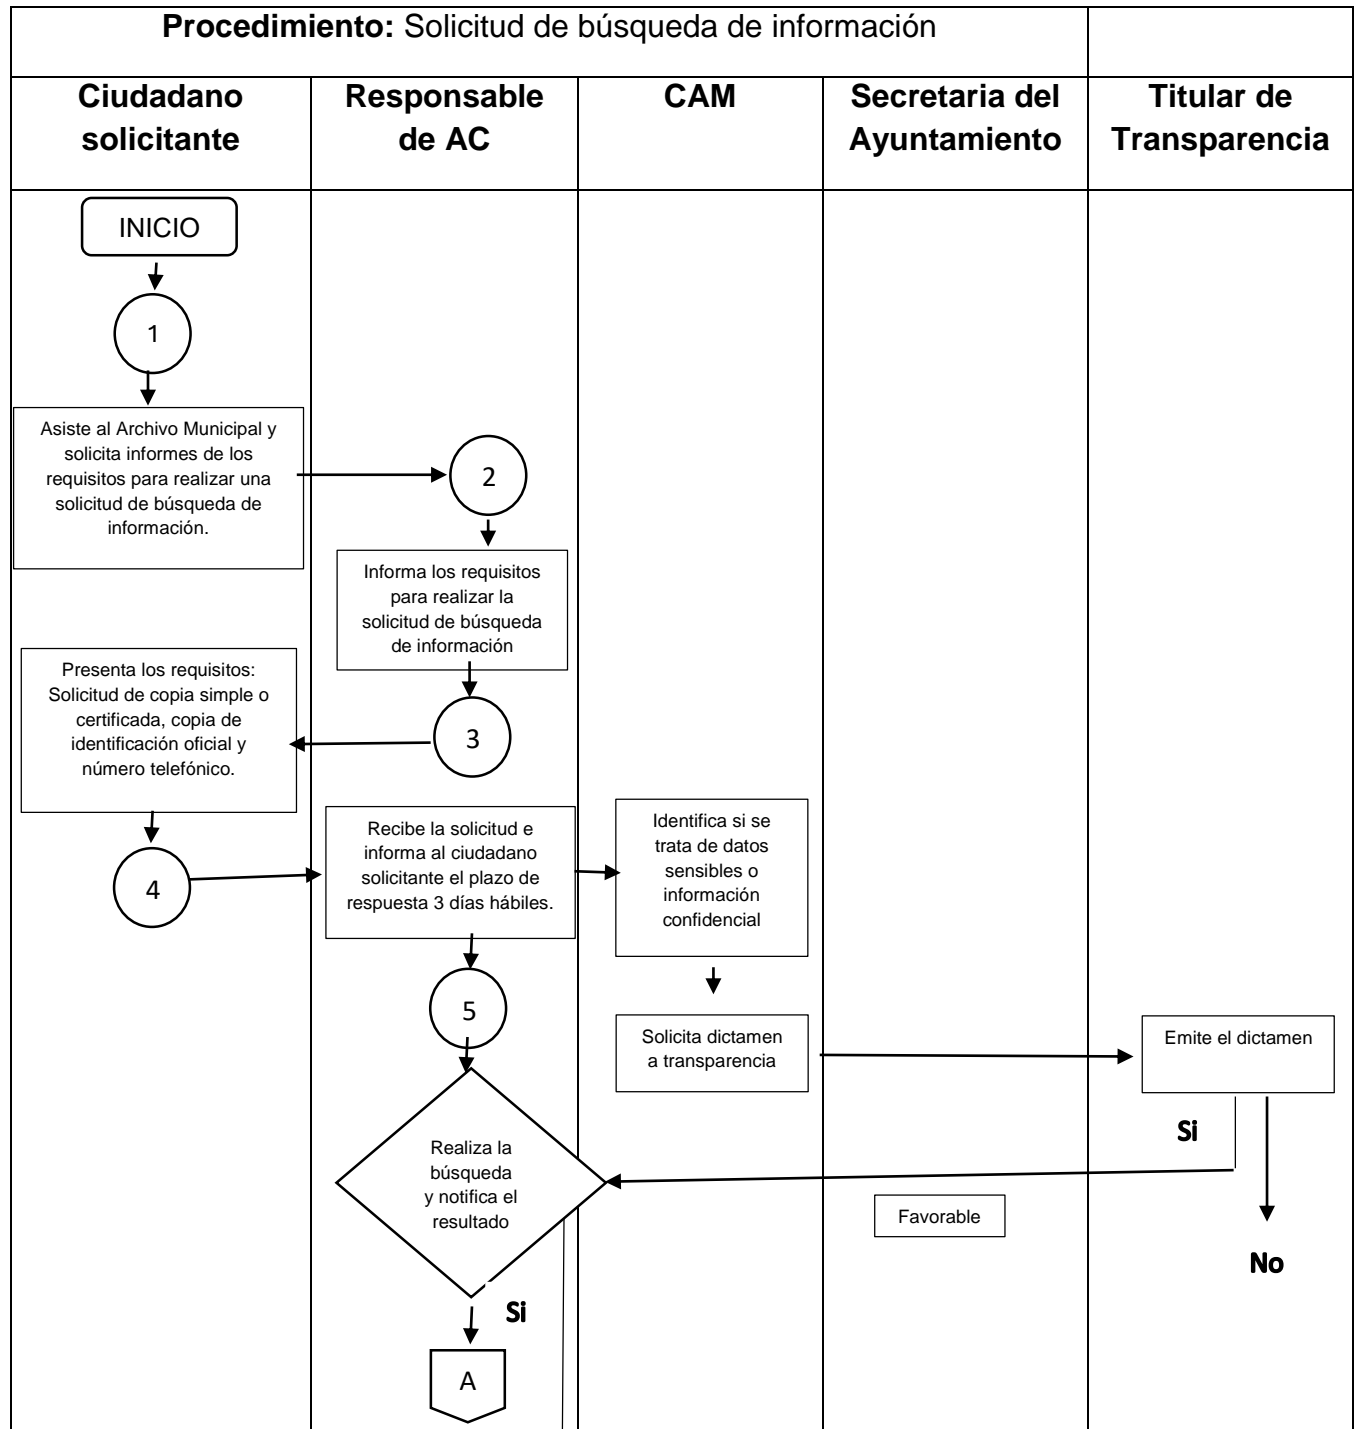 Procedimiento: Solicitud de búsqueda de información
Ciudadano
solicitante
Responsable
de AC
CAM
Secretaria del
Ayuntamiento
Titular de
Transparencia
INICIO
1
Asiste al Archivo Municipal y
solicita informes de los
requisitos para realizar una
solicitud de búsqueda de
información.
2
Informa los requisitos
para realizar la
solicitud de búsqueda
de información
3
Presenta los requisitos:
Solicitud de copia simple o
certificada, copia de
identificación oficial y
número telefónico.
4
Recibe la solicitud e
informa al ciudadano
solicitante el plazo de
respuesta 3 días hábiles.
Identifica si se
trata de datos
sensibles o
información
confidencial
5
Solicita dictamen
a transparencia
Emite el dictamen
Si
No
Favorable
Realiza la
búsqueda
y notifica el
resultado
Si
A